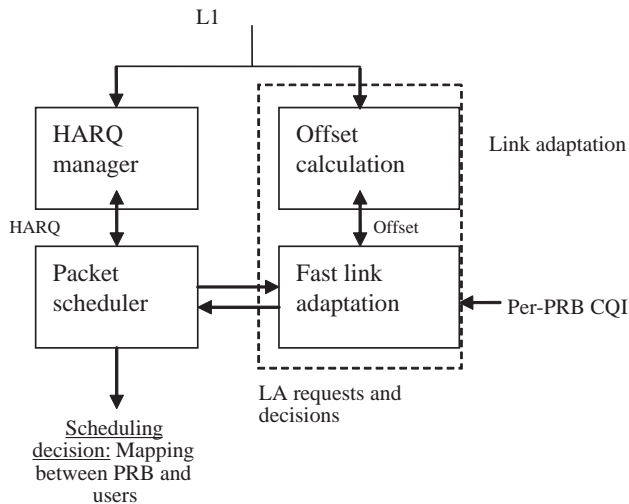 L1
HARQ
manager
Offset
calculation
Link adaptation
HARQ
Offset
Packet
scheduler
Fast link
adaptation
Per-PRB CQI
LA requests and
decisions
Scheduling
decision: Mapping
between PRB and
users